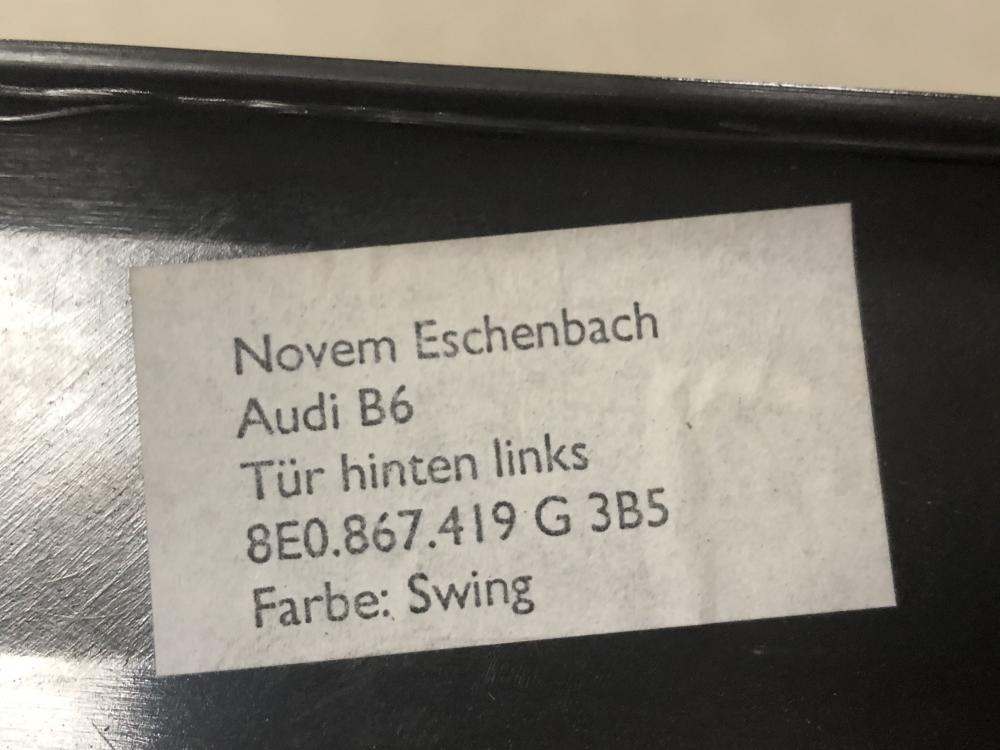 Novem Eschenbach
Audi B6
Tür hinten links
8E0.867.419 G 3B5
Farbe: Swing